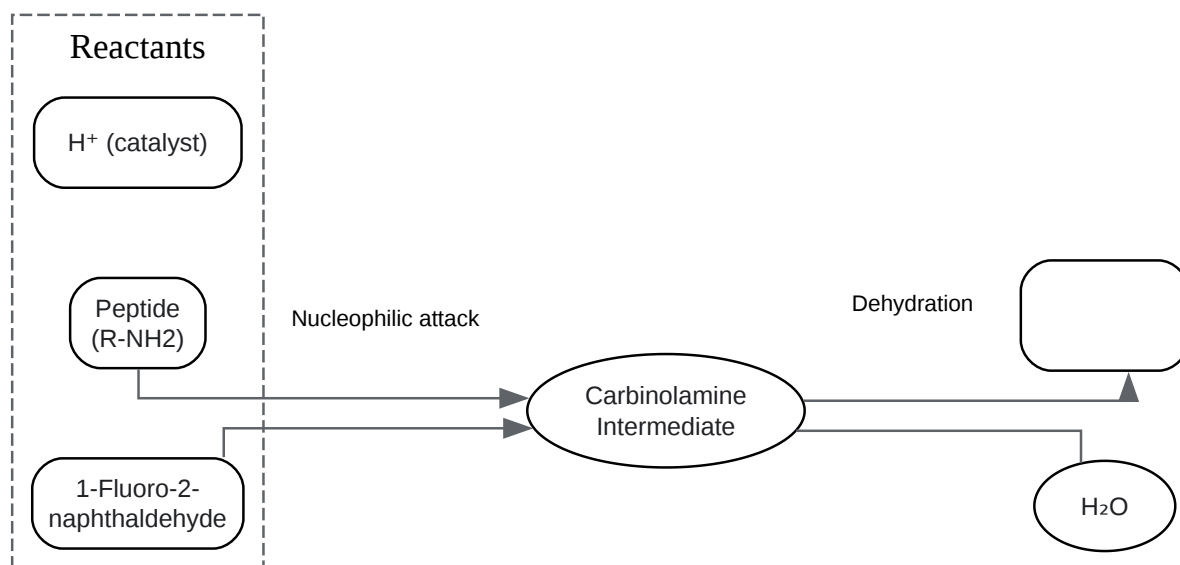 Reactants
H⁺ (catalyst)
Peptide
(R-NH2)
Nucleophilic attack
Dehydration
Carbinolamine
Intermediate
1-Fluoro-2-
naphthaldehyde
H₂O